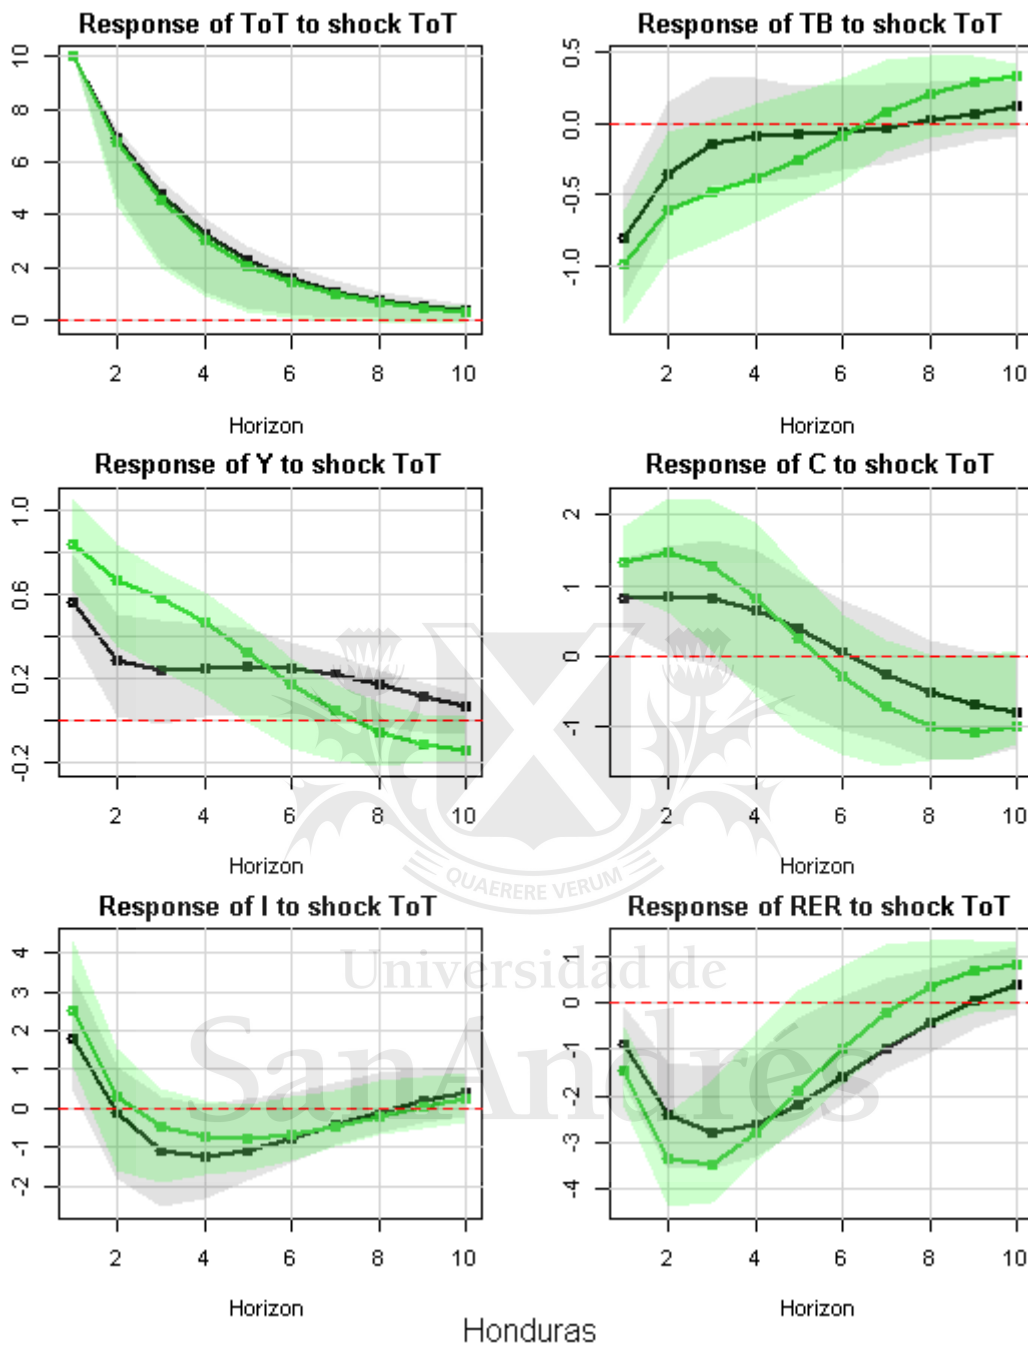 Response of ToT to shock ToT
Response of TB to shock ToT
10
8
6
4
2
0
0.5
0.0
-0.5
-1.0
2 4 6 8 10
2 4 6 8 10
Horizon
Horizon
Response of Y to shock ToT
Response of C to shock ToT
1.0
0.6
0.2
-0.2
2
1
0
-1
2 4 6 8 10
2 4 6 8 10
Horizon
Horizon
QUAERERE VERUM
Response of I to shock ToT
Response of RER to shock ToT
Universidad de
SanAndrés
4
3
2
1
0
-2
1
0
-1
-2
-3
-4
2 4 6 8 10
2 4 6 8 10
Horizon
Horizon
Honduras